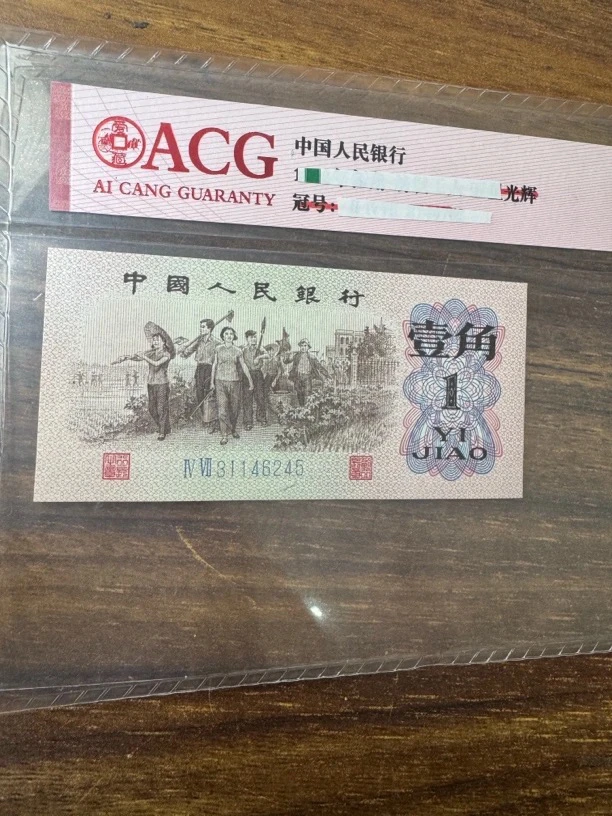 ACG
AI CANG GUARANTY
中国人民银行
1
光辉
冠号:
中國人民銀行
壹角
1
YI
JIAO
IV VII 31146245